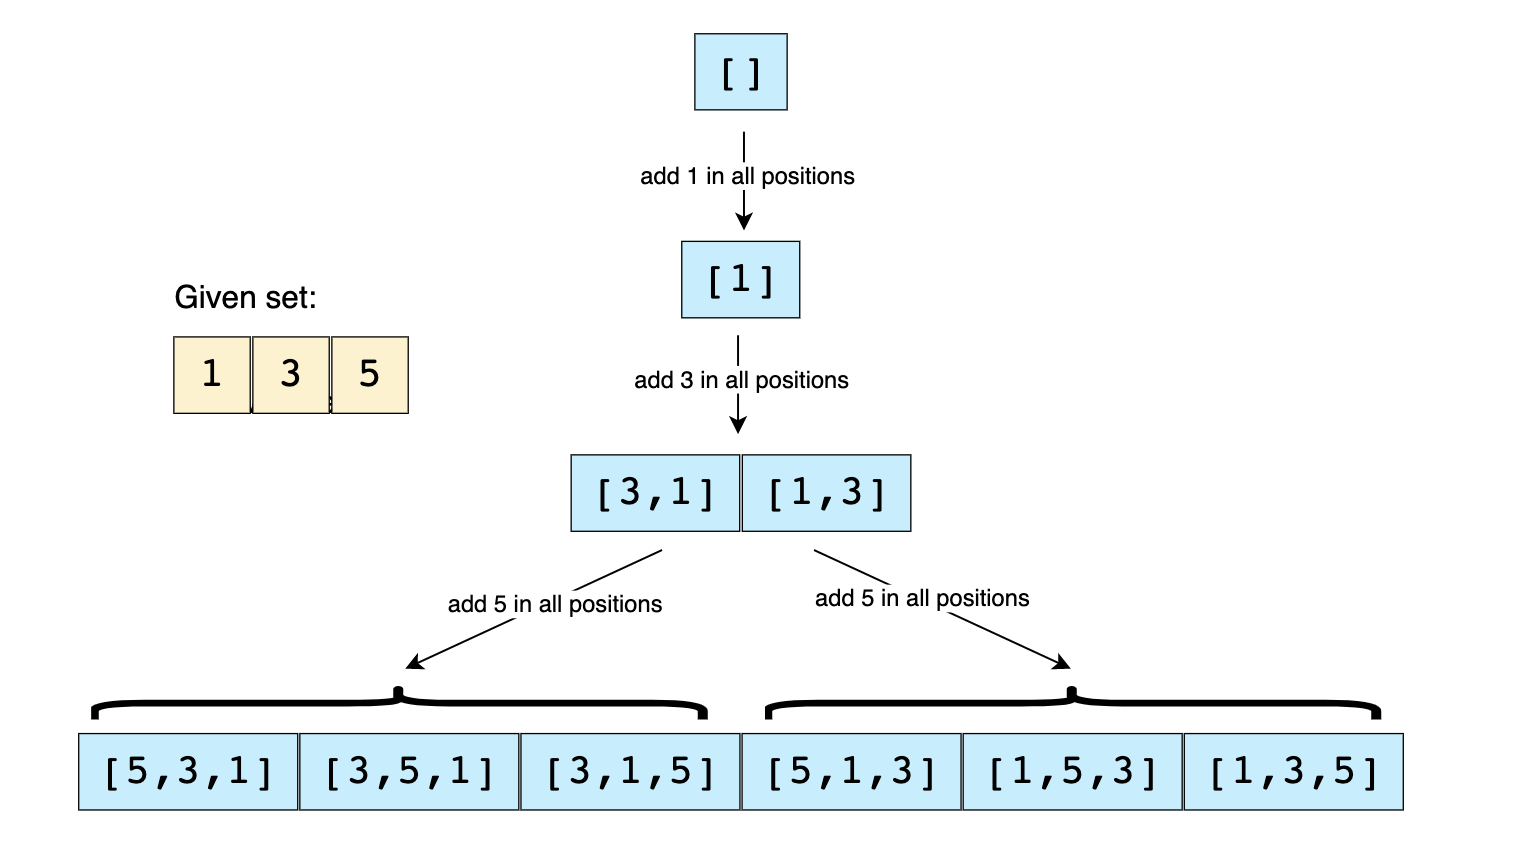 []
add 1 in all positions
[1]
Given set:
1 3 5
add 3 in all positions
[3,1] [1,3]
add 5 in all positions add 5 in all positions
[5,3,1] [3,5,1] [3,1,5] [5,1,3] [1,5,3] [1,3,5]